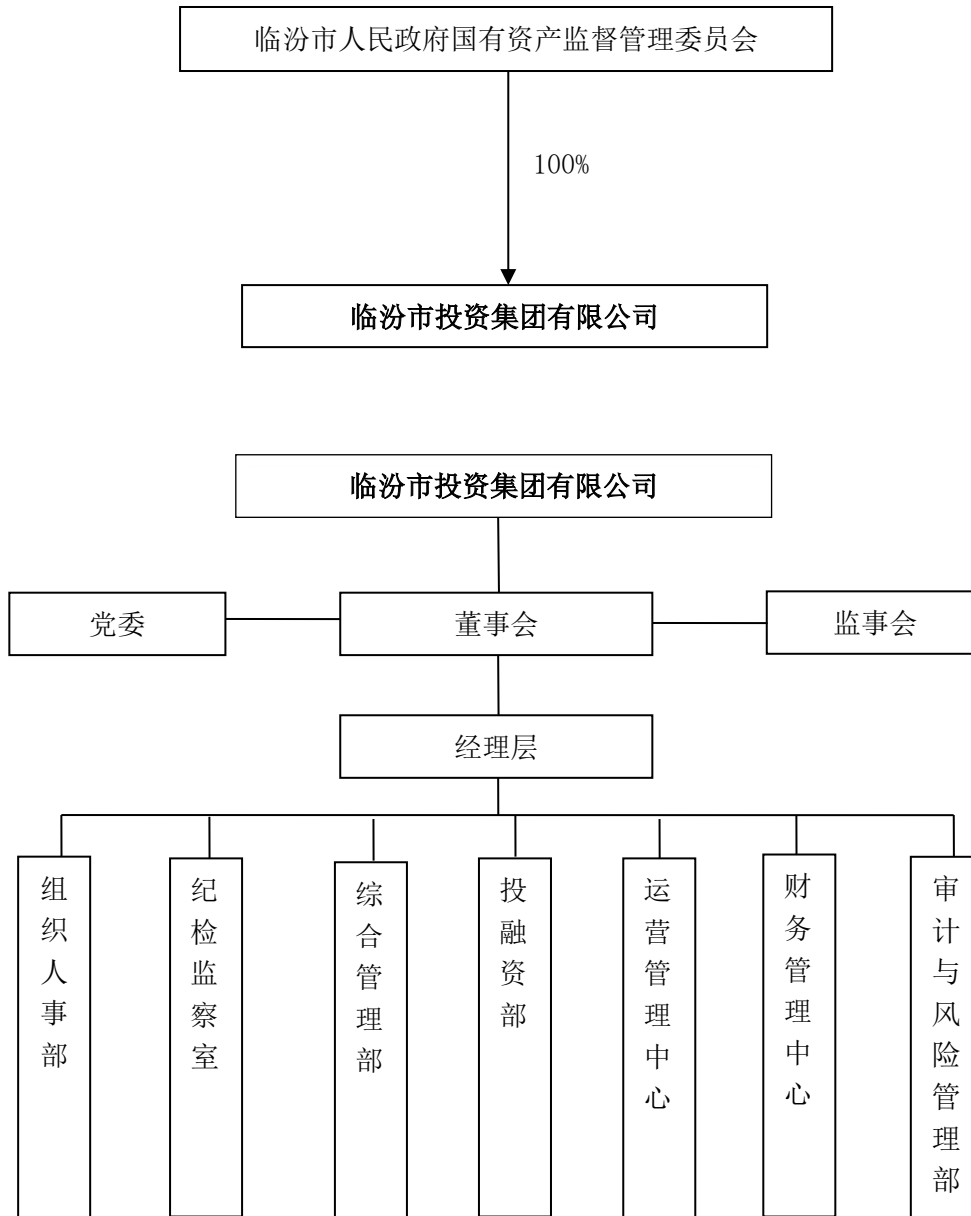 临汾市人民政府国有资产监督管理委员会
100%
临汾市投资集团有限公司
临汾市投资集团有限公司
党委
董事会
监事会
经理层
组织人事部
纪检监察室
综合管理部
投融资部
运营管理中心
财务管理中心
审计与风险管理部